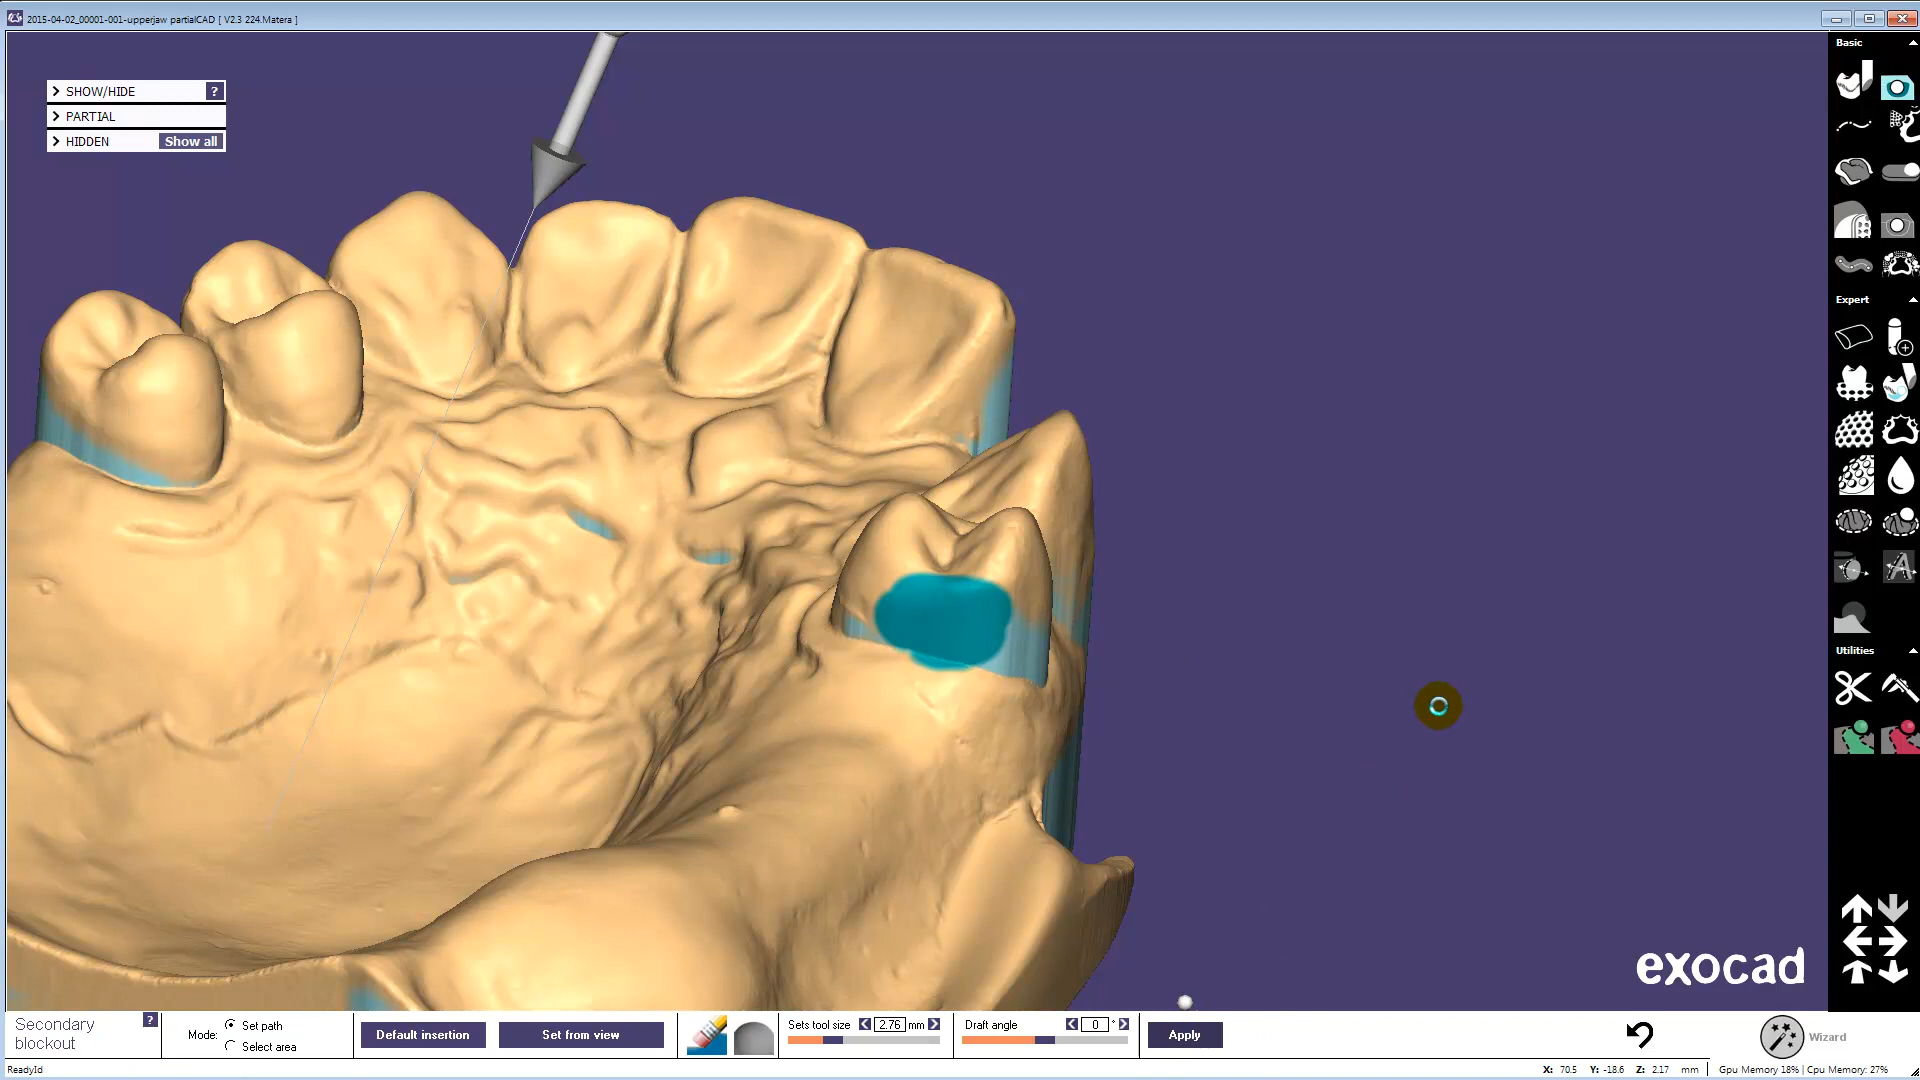 2015-04-02_00001-001-upperjaw partialCAD [ V2.3 224.Matera ]
SHOW/HIDE ?
PARTIAL
HIDDEN Show all
Basic
Expert
A
Utilities
exocad
Secondary
blockout
?
Mode:
Set path
Select area
Default insertion
Set from view
Sets tool size 2.76 mm
Draft angle 0 °
Apply
Wizard
ReadyId
X: 70.5 Y: -18.6 Z: 2.17 mm
Gpu Memory 18% | Cpu Memory: 27%